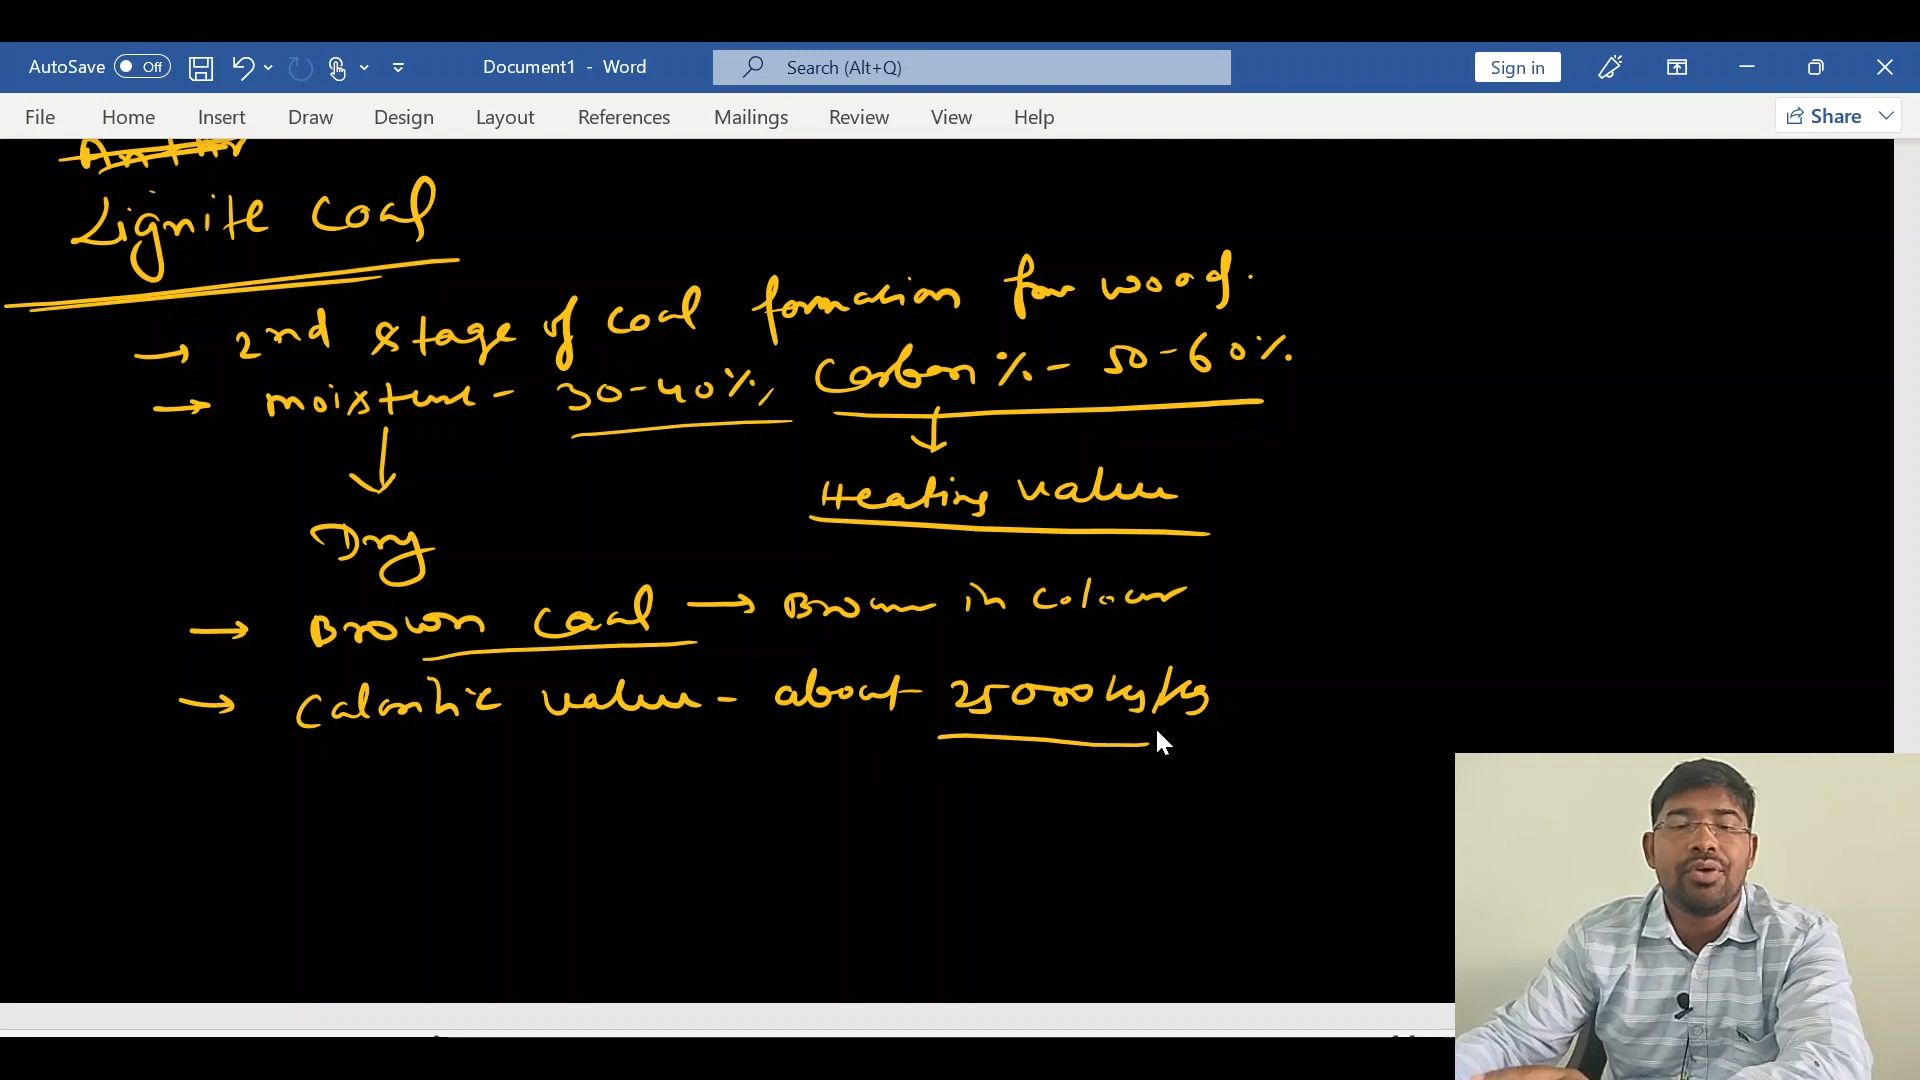 AutoSave Off Document1 - Word Search (Alt+Q) Sign in
File Home Insert Draw Design Layout References Mailings Review View Help Share
Lignite Coal
→ 2nd stage of coal formation for wood.
→ moisture - 30-40%, Carbon % - 50-60%.
Heating value
Dry
→ Brown coal → Brown in colour
→ Calorific value - about 25000 kj/kg